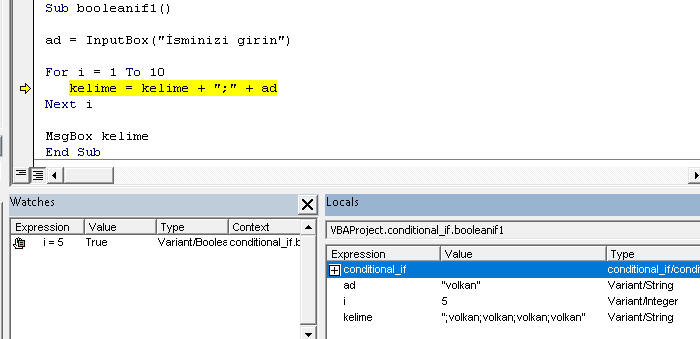 Sub booleanif1()
ad = InputBox("İsminizi girin")
For i = 1 To 10
kelime = kelime + ";" + ad
Next i
MsgBox kelime
End Sub
Watches
Expression Value Type Context
i = 5 True Variant/Boolea conditional_if.b
Locals
VBAProject.conditional_if.booleanif1
Expression Value Type
conditional_if conditional_if/condi
ad "volkan" Variant/String
i 5 Variant/Integer
kelime ";volkan;volkan;volkan;volkan" Variant/String